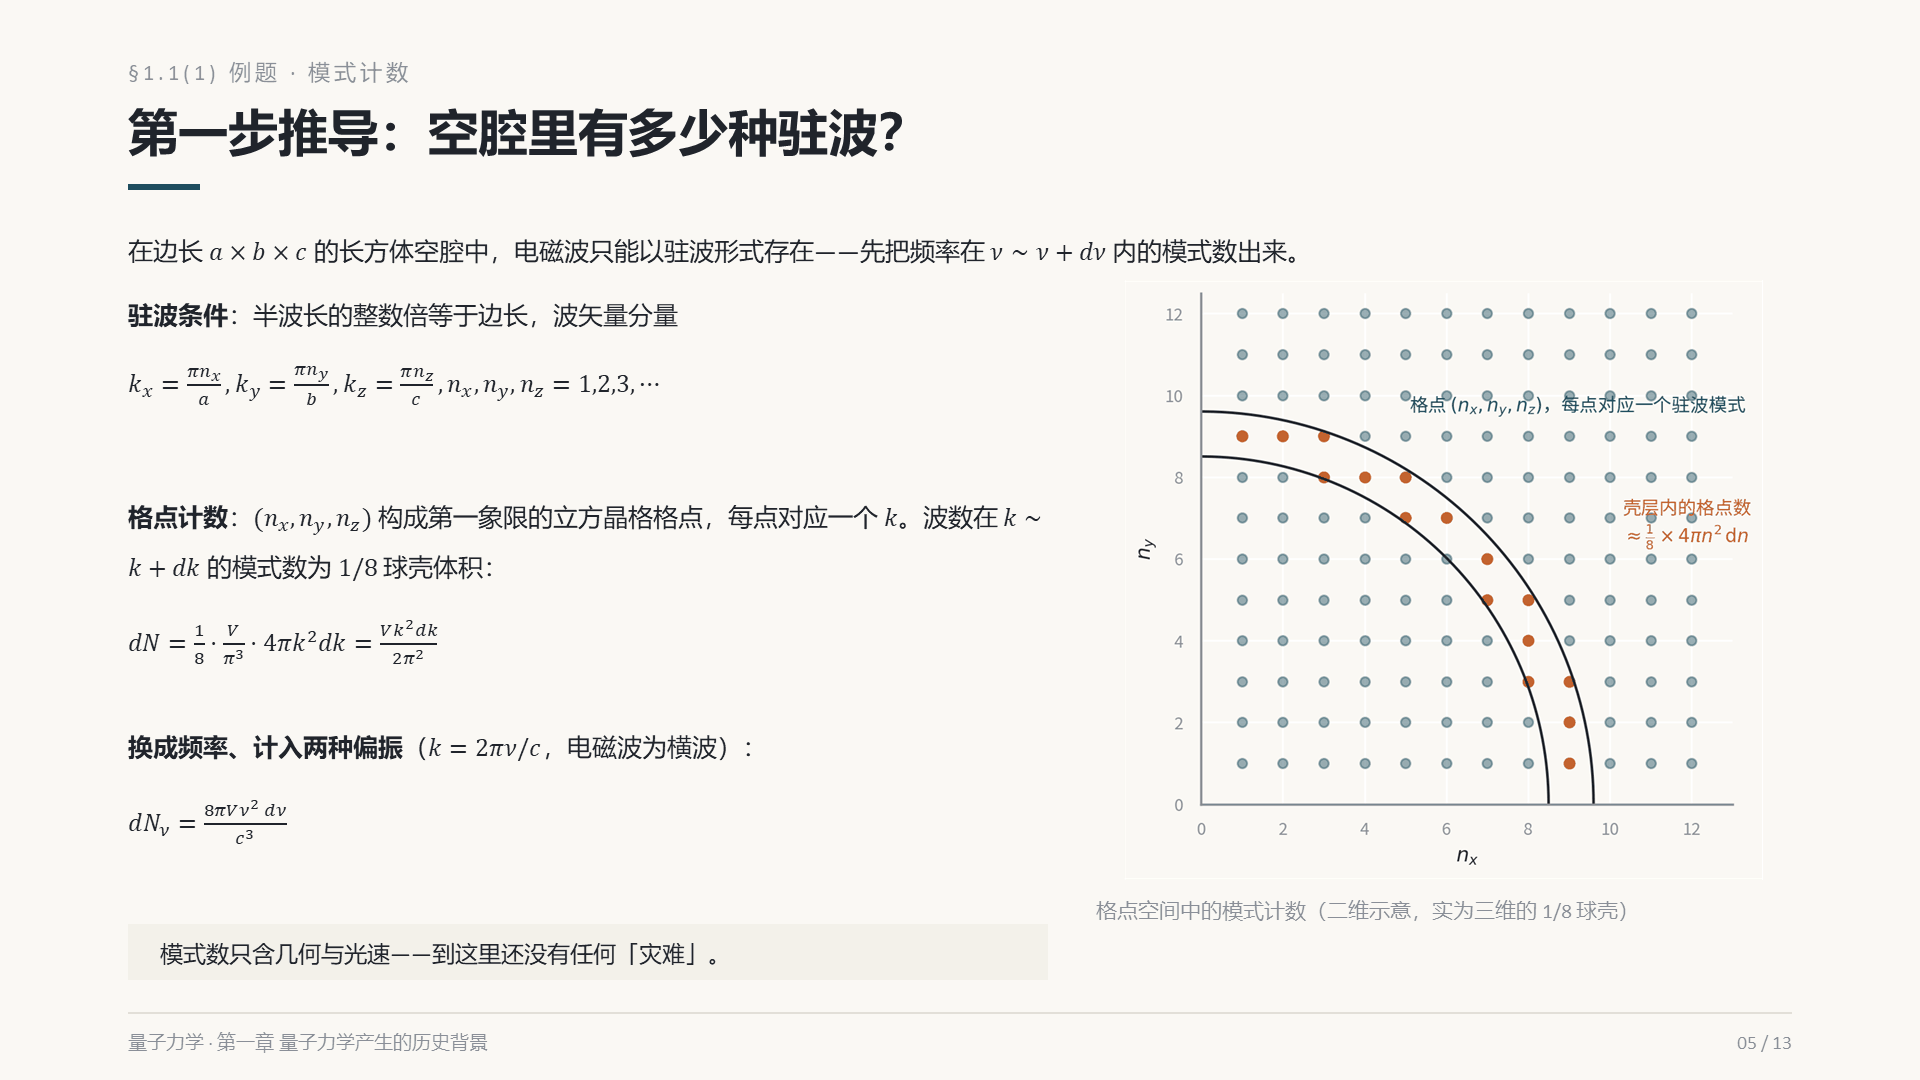 §1.1(1) 例题 · 模式计数
第一步推导：空腔里有多少种驻波？
在边长 a × b × c 的长方体空腔中，电磁波只能以驻波形式存在——先把频率在 ν ~ ν + dν 内的模式数出来。
驻波条件：半波长的整数倍等于边长，波矢量分量
k_x = πn_x/a, k_y = πn_y/b, k_z = πn_z/c, n_x, n_y, n_z = 1,2,3,⋯
格点计数：(n_x, n_y, n_z) 构成第一象限的立方晶格格点，每点对应一个 k。波数在 k ~
k + dk 的模式数为 1/8 球壳体积：
dN = 1/8 · V/π³ · 4πk²dk = Vk²dk/2π²
换成频率、计入两种偏振（k = 2πν/c，电磁波为横波）：
dN_ν = 8πVν² dν/c³
模式数只含几何与光速——到这里还没有任何「灾难」。
12
10
8
6
4
2
0
n_y
格点 (n_x, n_y, n_z)，每点对应一个驻波模式
壳层内的格点数
≈ 1/8 × 4πn² dn
0 2 4 6 8 10 12
n_x
格点空间中的模式计数（二维示意，实为三维的 1/8 球壳）
量子力学 · 第一章 量子力学产生的历史背景
05 / 13